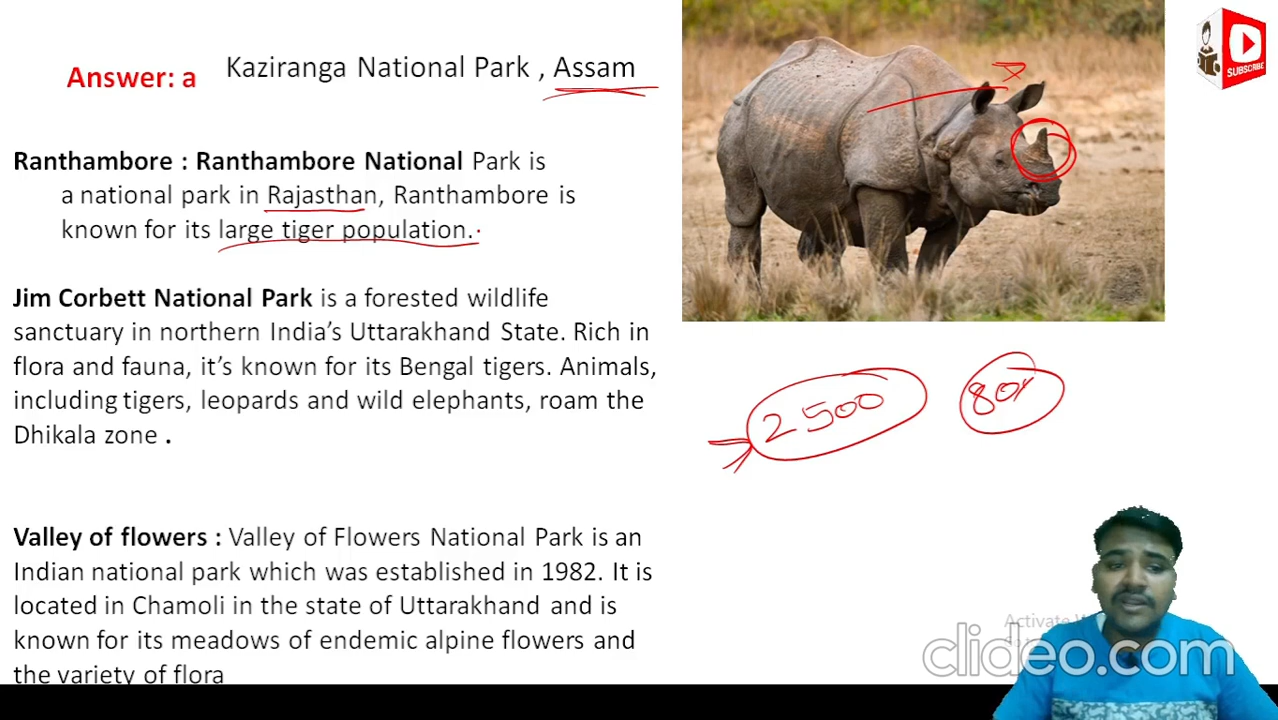 Answer: a Kaziranga National Park , Assam
SUBSCRIBE
Ranthambore : Ranthambore National Park is
a national park in Rajasthan, Ranthambore is
known for its large tiger population.
Jim Corbett National Park is a forested wildlife
sanctuary in northern India’s Uttarakhand State. Rich in
flora and fauna, it’s known for its Bengal tigers. Animals,
including tigers, leopards and wild elephants, roam the
Dhikala zone .
2500 80%
Valley of flowers : Valley of Flowers National Park is an
Indian national park which was established in 1982. It is
located in Chamoli in the state of Uttarakhand and is
known for its meadows of endemic alpine flowers and
the variety of flora
Activate
clideo.com